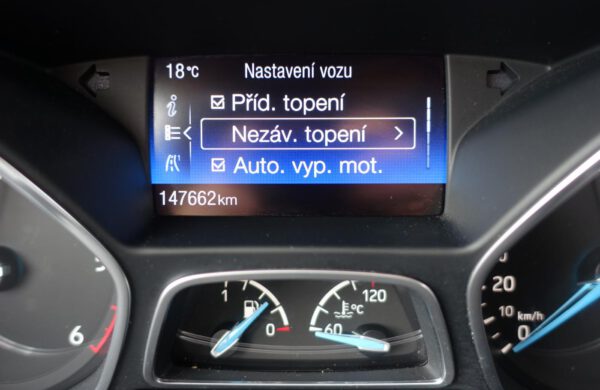 18°C Nastavení vozu
Příd. topení
Nezáv. topení
Auto. vyp. mot.
147662km
1 0
120 °C 60
5 6
20 10 km/h 0